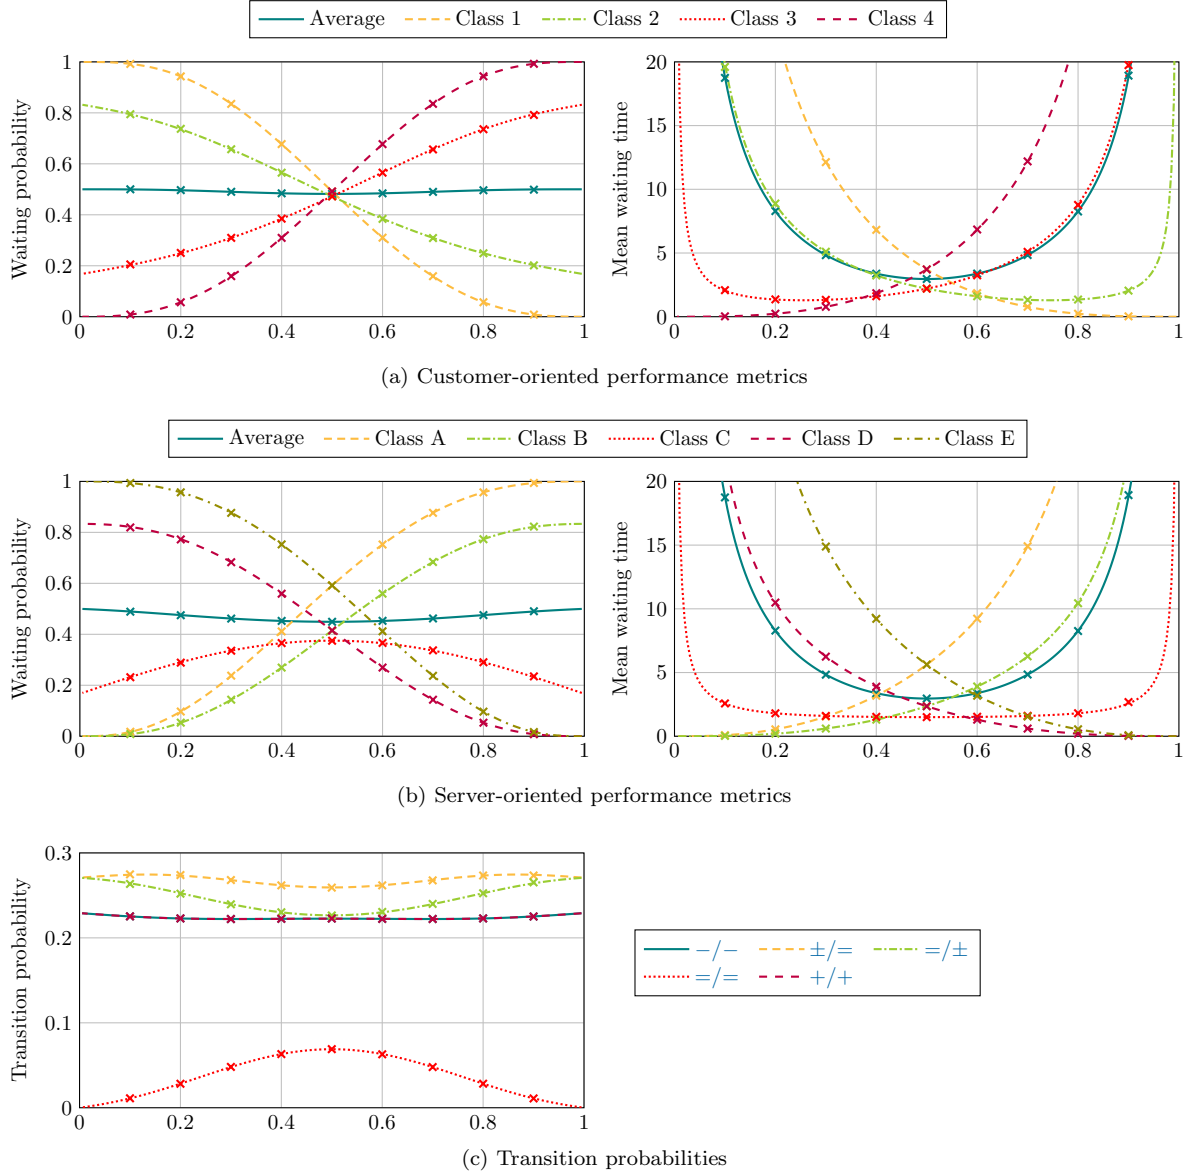 Average Class 1 Class 2 Class 3 Class 4
Waiting probability
1
0.8
0.6
0.4
0.2
0
0 0.2 0.4 0.6 0.8 1
Mean waiting time
20
15
10
5
0
0 0.2 0.4 0.6 0.8 1
(a) Customer-oriented performance metrics
Average Class A Class B Class C Class D Class E
Waiting probability
1
0.8
0.6
0.4
0.2
0
0 0.2 0.4 0.6 0.8 1
Mean waiting time
20
15
10
5
0
0 0.2 0.4 0.6 0.8 1
(b) Server-oriented performance metrics
Transition probability
0.3
0.2
0.1
0
0 0.2 0.4 0.6 0.8 1
−/− ±/= =/±
=/= +/+
(c) Transition probabilities